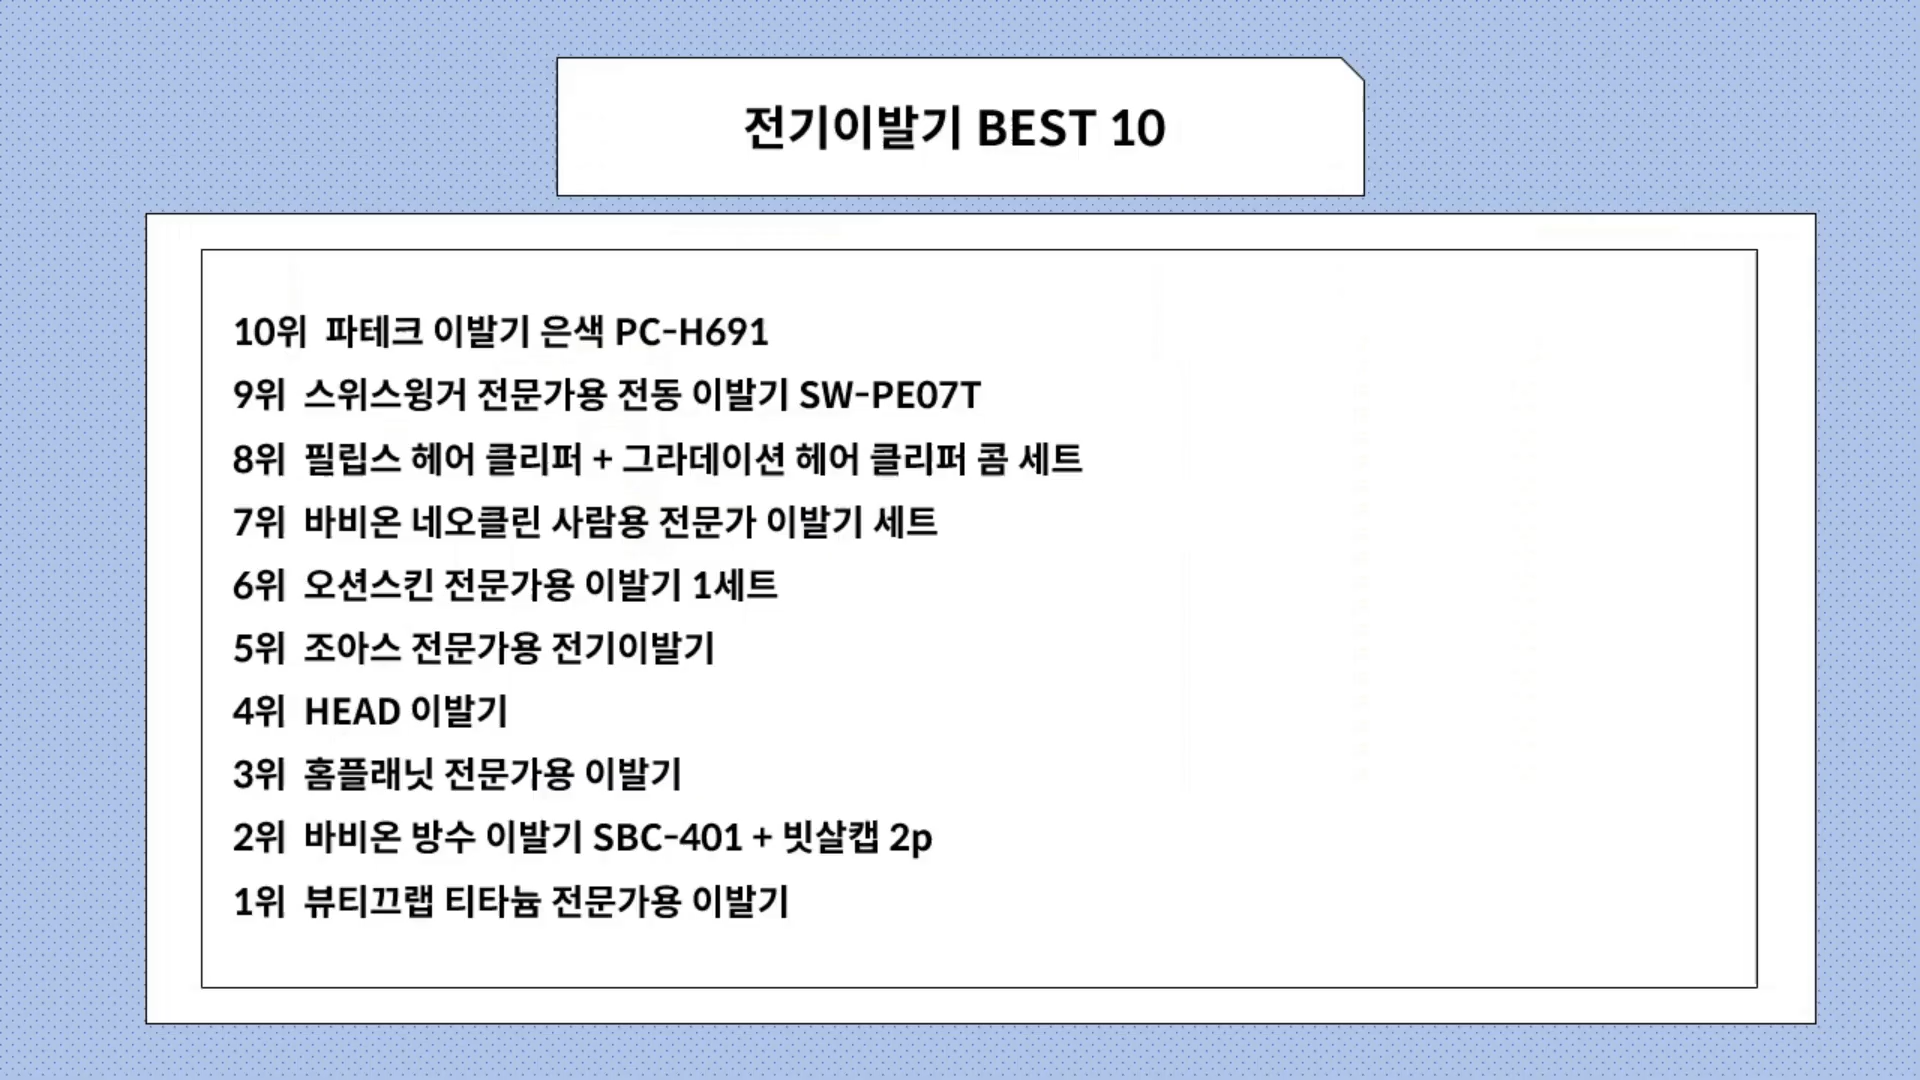 전기이발기 BEST 10
10위 파테크 이발기 은색 PC-H691
9위 스위스윙거 전문가용 전동 이발기 SW-PE07T
8위 필립스 헤어 클리퍼 + 그라데이션 헤어 클리퍼 콤 세트
7위 바비온 네오클린 사람용 전문가 이발기 세트
6위 오션스킨 전문가용 이발기 1세트
5위 조아스 전문가용 전기이발기
4위 HEAD 이발기
3위 홈플래닛 전문가용 이발기
2위 바비온 방수 이발기 SBC-401 + 빗살캡 2p
1위 뷰티끄랩 티타늄 전문가용 이발기